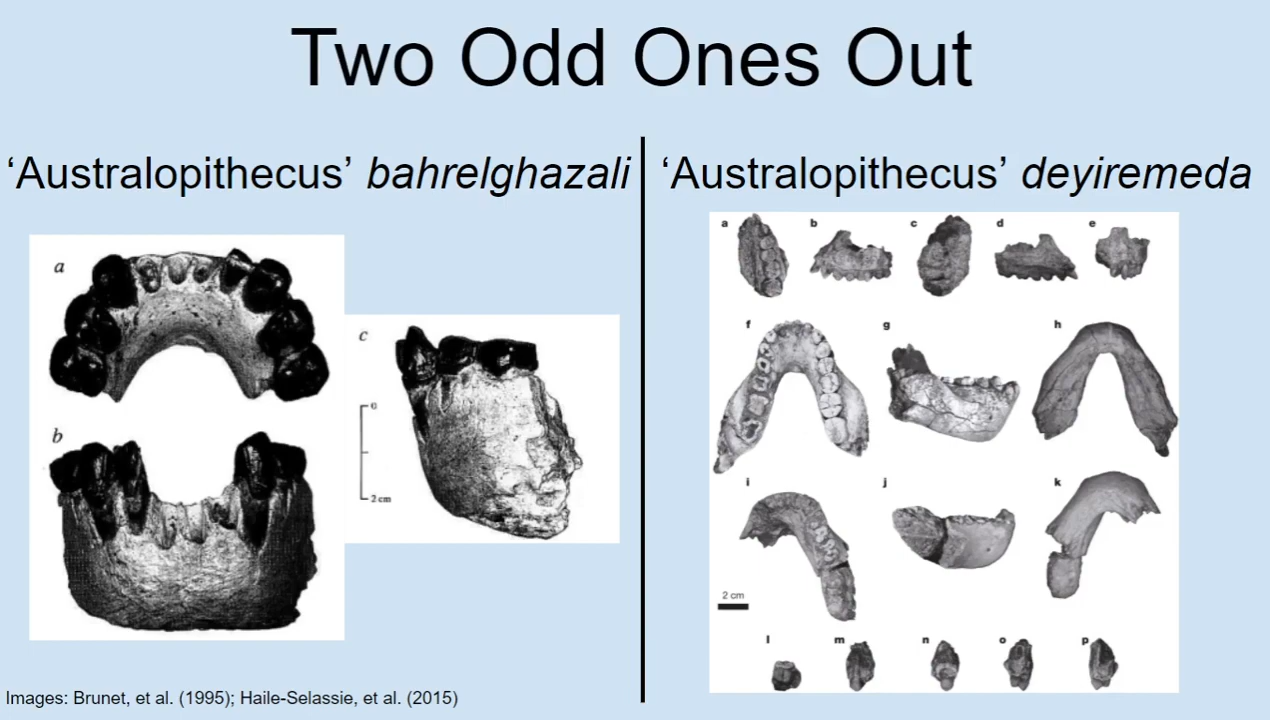 Two Odd Ones Out
‘Australopithecus’ bahrelghazali
a
b
c
0
2 cm
‘Australopithecus’ deyiremeda
a b c d e
f g h
i j k
2 cm
l m n o p
Images: Brunet, et al. (1995); Haile-Selassie, et al. (2015)